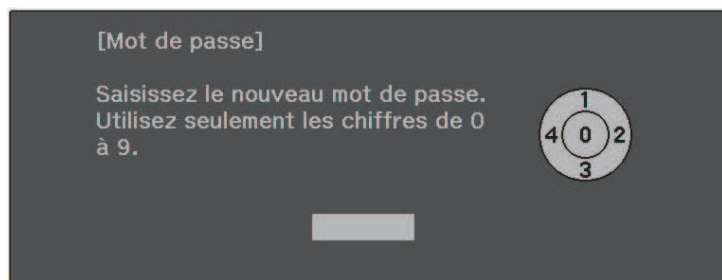 [Mot de passe]
Saisissez le nouveau mot de passe.
Utilisez seulement les chiffres de 0
à 9.
1
4 0 2
3